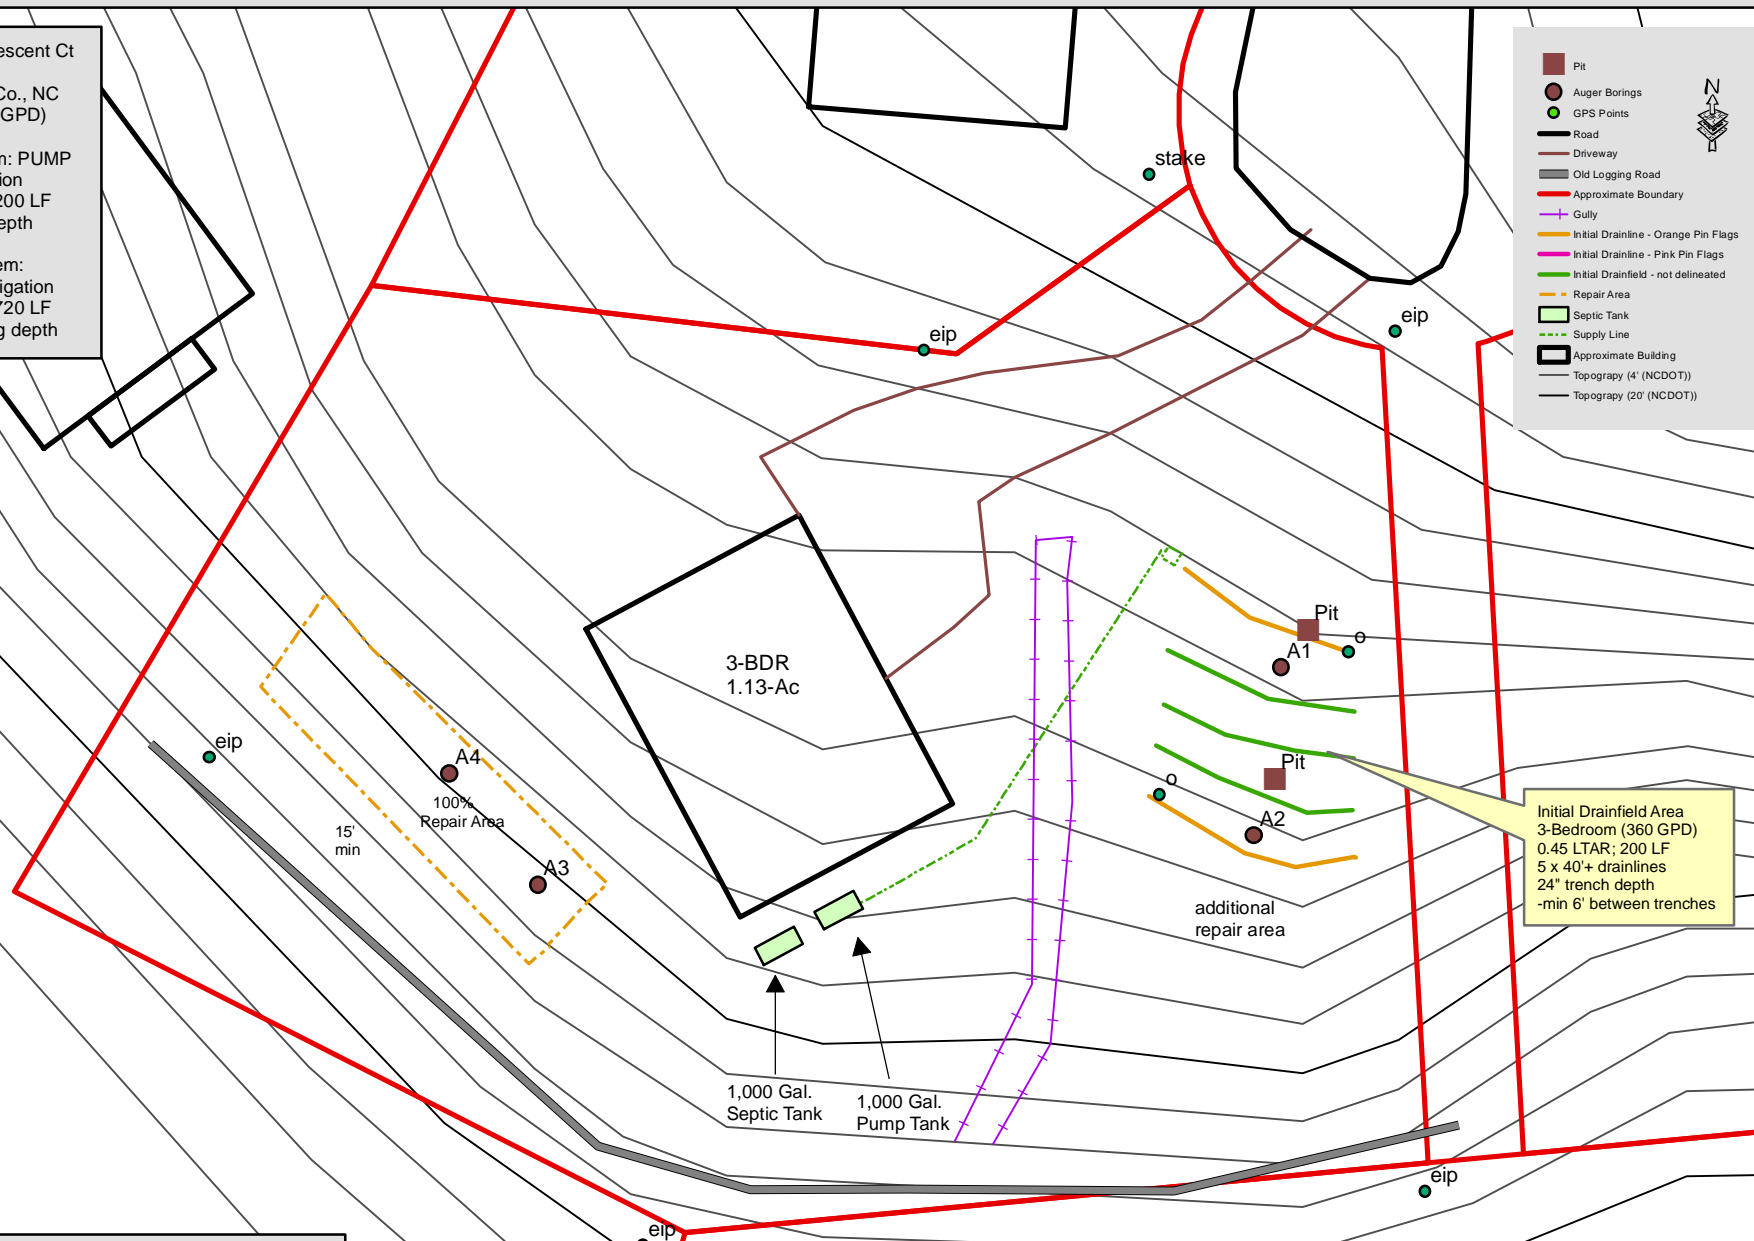 escent Ct
Co., NC
GPD)
n: PUMP
ion
200 LF
epth
em:
igation
720 LF
g depth
stake
eip
eip
Pit
Auger Borings
GPS Points
Road
Driveway
Old Logging Road
Approximate Boundary
Gully
Initial Drainline - Orange Pin Flags
Initial Drainline - Pink Pin Flags
Initial Drainfield - not delineated
Repair Area
Septic Tank
Supply Line
Approximate Building
Topograpy (4' (NCDOT))
Topograpy (20' (NCDOT))
N
Pit
o
A1
3-BDR
1.13-Ac
eip
A4
100%
Repair Area
15'
min
A3
Pit
o
A2
Initial Drainfield Area
3-Bedroom (360 GPD)
0.45 LTAR; 200 LF
5 x 40'+ drainlines
24" trench depth
-min 6' between trenches
additional
repair area
1,000 Gal.
Septic Tank
1,000 Gal.
Pump Tank
eip
eip